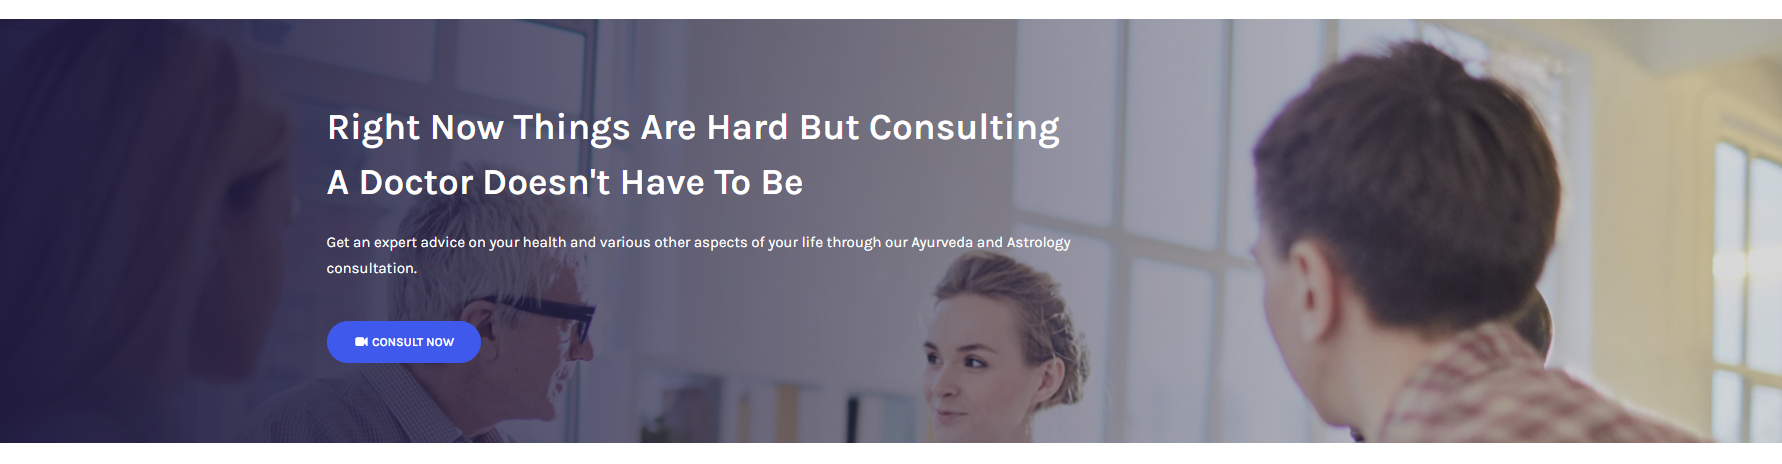 Right Now Things Are Hard But Consulting
A Doctor Doesn't Have To Be
Get an expert advice on your health and various other aspects of your life through our Ayurveda and Astrology
consultation.
CONSULT NOW